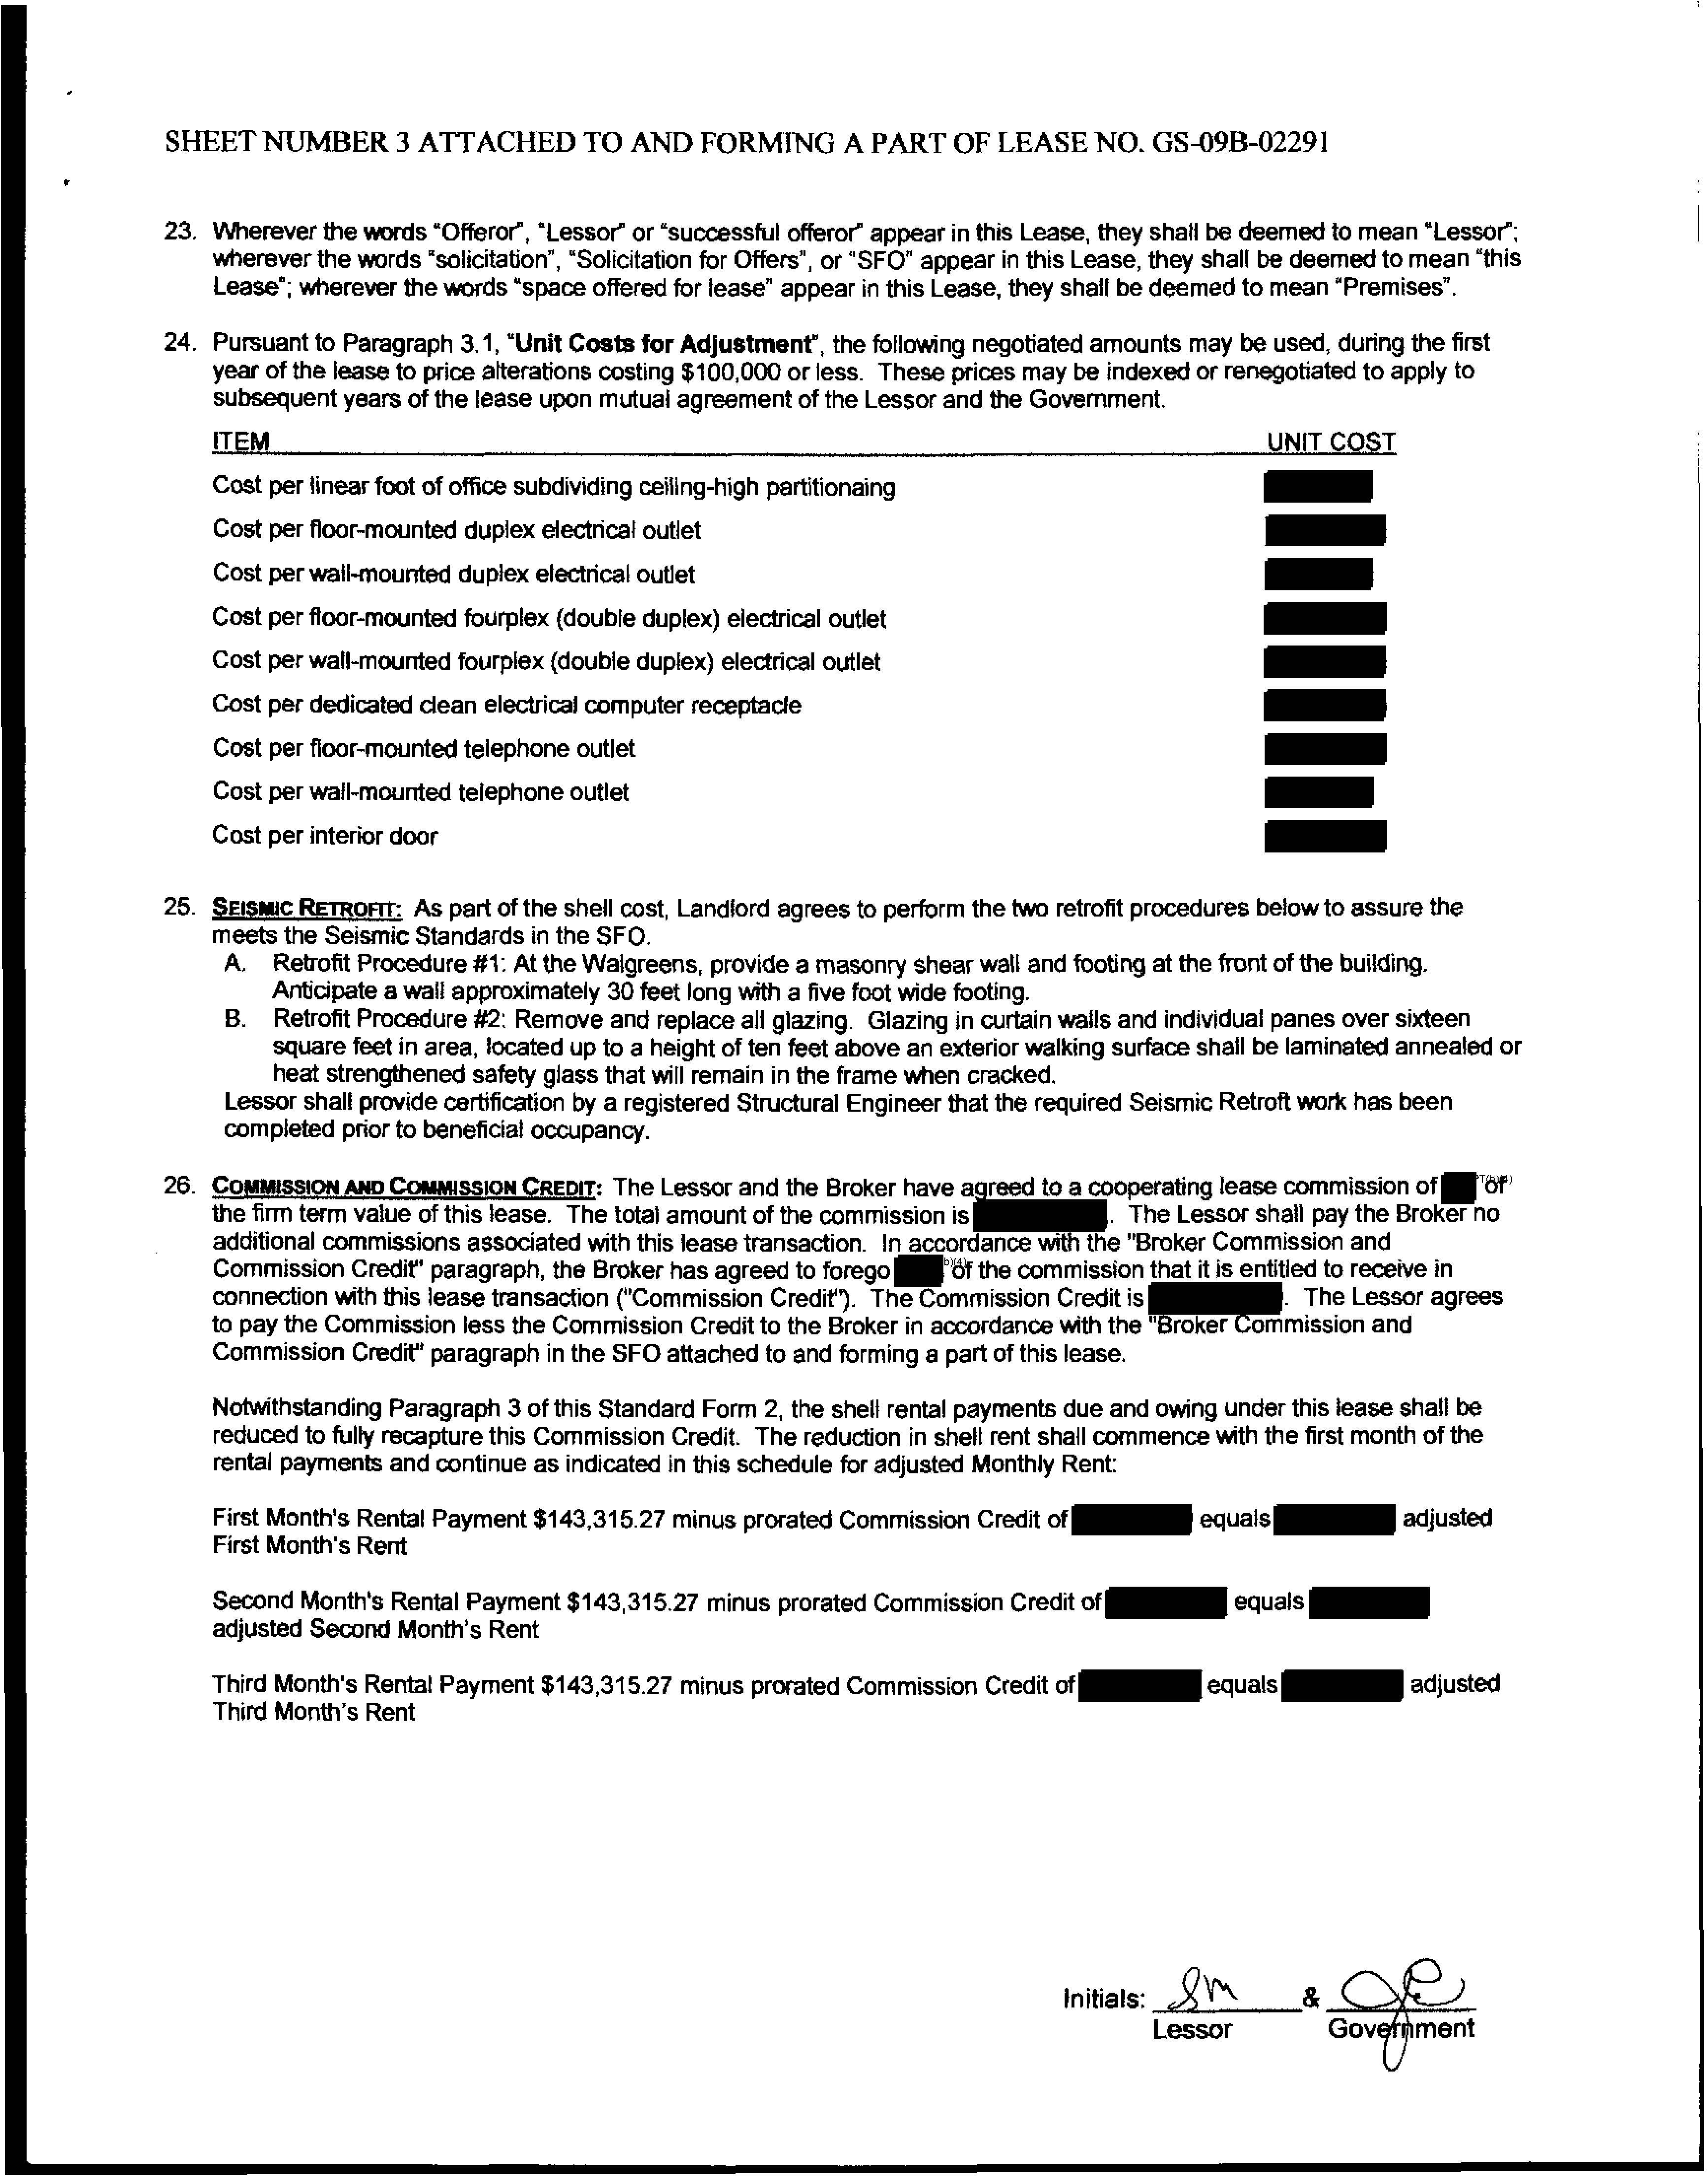 SHEET NUMBER 3 ATTACHED TO AND FORMING A PART OF LEASE NO. GS-09B-02291
23. Wherever the words "Offeror", "Lessor" or "successful offeror" appear in this Lease, they shall be deemed to mean "Lessor";
wherever the words "solicitation", "Solicitation for Offers", or "SFO" appear in this Lease, they shall be deemed to mean "this
Lease"; wherever the words "space offered for lease" appear in this Lease, they shall be deemed to mean "Premises".
24. Pursuant to Paragraph 3.1, "Unit Costs for Adjustment", the following negotiated amounts may be used, during the first
year of the lease to price alterations costing $100,000 or less. These prices may be indexed or renegotiated to apply to
subsequent years of the lease upon mutual agreement of the Lessor and the Government.
ITEM UNIT COST
Cost per linear foot of office subdividing ceiling-high partitionaing
Cost per floor-mounted duplex electrical outlet
Cost per wall-mounted duplex electrical outlet
Cost per floor-mounted fourplex (double duplex) electrical outlet
Cost per wall-mounted fourplex (double duplex) electrical outlet
Cost per dedicated clean electrical computer receptacle
Cost per floor-mounted telephone outlet
Cost per wall-mounted telephone outlet
Cost per interior door
25. SEISMIC RETROFIT: As part of the shell cost, Landlord agrees to perform the two retrofit procedures below to assure the
meets the Seismic Standards in the SFO.
A. Retrofit Procedure #1: At the Walgreens, provide a masonry shear wall and footing at the front of the building.
Anticipate a wall approximately 30 feet long with a five foot wide footing.
B. Retrofit Procedure #2: Remove and replace all glazing. Glazing in curtain walls and individual panes over sixteen
square feet in area, located up to a height of ten feet above an exterior walking surface shall be laminated annealed or
heat strengthened safety glass that will remain in the frame when cracked.
Lessor shall provide certification by a registered Structural Engineer that the required Seismic Retroft work has been
completed prior to beneficial occupancy.
26. COMMISSION AND COMMISSION CREDIT: The Lessor and the Broker have agreed to a cooperating lease commission of of
the firm term value of this lease. The total amount of the commission is . The Lessor shall pay the Broker no
additional commissions associated with this lease transaction. In accordance with the "Broker Commission and
Commission Credit" paragraph, the Broker has agreed to forego of the commission that it is entitled to receive in
connection with this lease transaction ("Commission Credit"). The Commission Credit is . The Lessor agrees
to pay the Commission less the Commission Credit to the Broker in accordance with the "Broker Commission and
Commission Credit" paragraph in the SFO attached to and forming a part of this lease.
Notwithstanding Paragraph 3 of this Standard Form 2, the shell rental payments due and owing under this lease shall be
reduced to fully recapture this Commission Credit. The reduction in shell rent shall commence with the first month of the
rental payments and continue as indicated in this schedule for adjusted Monthly Rent:
First Month's Rental Payment $143,315.27 minus prorated Commission Credit of equals adjusted
First Month's Rent
Second Month's Rental Payment $143,315.27 minus prorated Commission Credit of equals
adjusted Second Month's Rent
Third Month's Rental Payment $143,315.27 minus prorated Commission Credit of equals adjusted
Third Month's Rent
Initials: SM &
Lessor Government